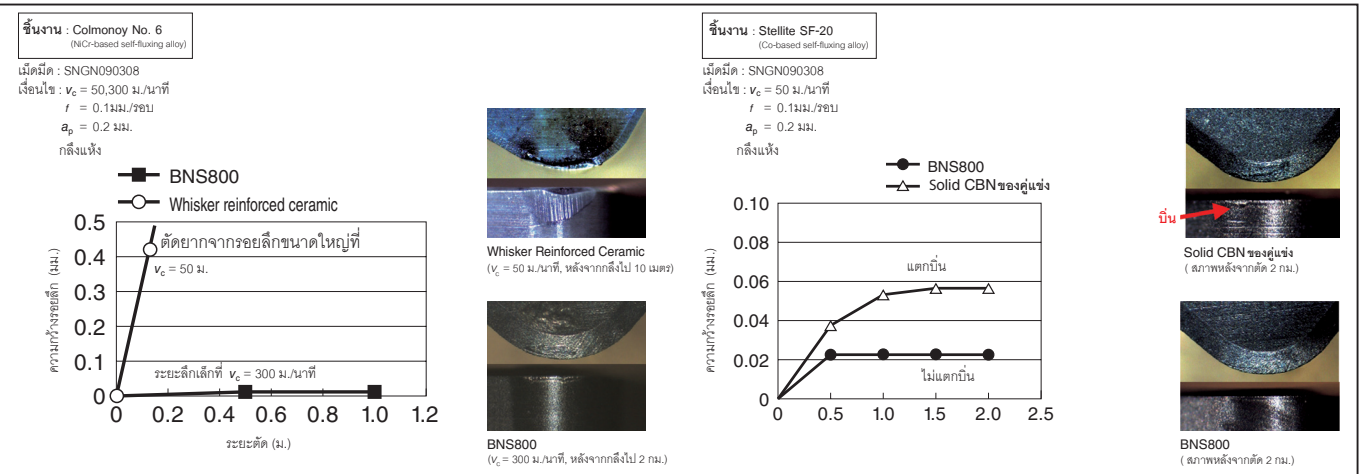 ชิ้นงาน : Colmonoy No. 6
(NiCr-based self-fluxing alloy)
เม็ดมีด : SNGN090308
เงื่อนไข : vc = 50,300 ม./นาที
f = 0.1มม./รอบ
ap = 0.2 มม.
กลึงแห้ง
BNS800
Whisker reinforced ceramic
ความกว้างรอยสึก (มม.)
0.5
0.4
0.3
0.2
0.1
0
ตัดยากจากรอยสึกขนาดใหญ่ที่
vc = 50 ม.
ระยะสึกเล็กที่ vc = 300 ม./นาที
0 0.2 0.4 0.6 0.8 1.0 1.2
ระยะตัด (ม.)
Whisker Reinforced Ceramic
(vc = 50 ม./นาที, หลังจากกลึงไป 10 เมตร)
BNS800
(vc = 300 ม./นาที, หลังจากกลึงไป 2 กม.)
ชิ้นงาน : Stellite SF-20
(Co-based self-fluxing alloy)
เม็ดมีด : SNGN090308
เงื่อนไข : vc = 50 ม./นาที
f = 0.1มม./รอบ
ap = 0.2 มม.
กลึงแห้ง
BNS800
Solid CBN ของคู่แข่ง
ความกว้างรอยสึก (มม.)
0.10
0.08
0.06
0.04
0.02
0
แตกบิ่น
ไม่แตกบิ่น
0 0.5 1.0 1.5 2.0 2.5
บิ่น
Solid CBN ของคู่แข่ง
( สภาพหลังจากตัด 2 กม.)
BNS800
( สภาพหลังจากตัด 2 กม.)